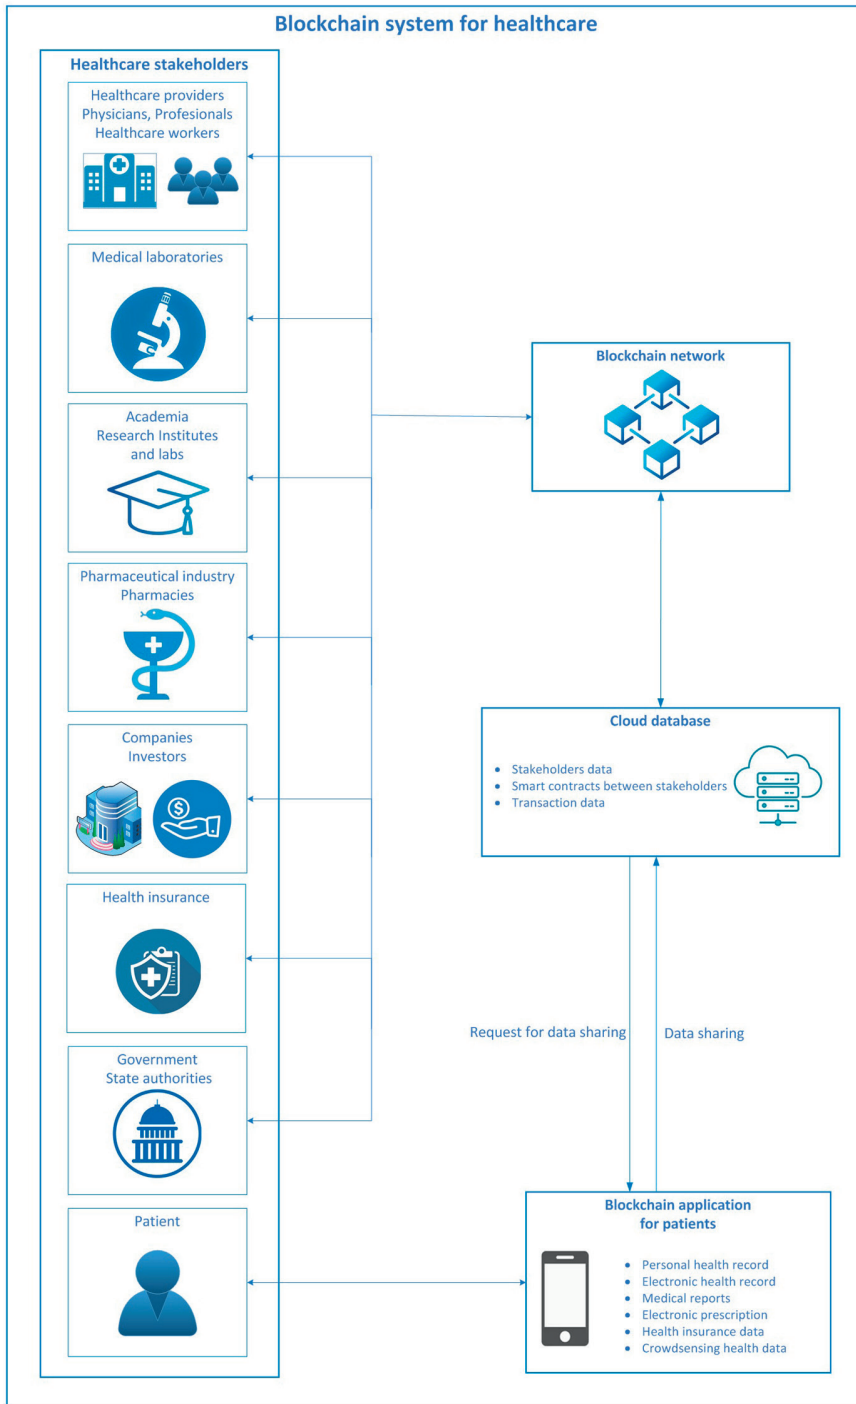 Blockchain system for healthcare
Healthcare stakeholders
Healthcare providers
Physicians, Profesionals
Healthcare workers
Medical laboratories
Academia
Research Institutes
and labs
Pharmaceutical industry
Pharmacies
Companies
Investors
$
Health insurance
Government
State authorities
Patient
Blockchain network
Cloud database
• Stakeholders data
• Smart contracts between stakeholders
• Transaction data
Request for data sharing
Data sharing
Blockchain application
for patients
• Personal health record
• Electronic health record
• Medical reports
• Electronic prescription
• Health insurance data
• Crowdsensing health data